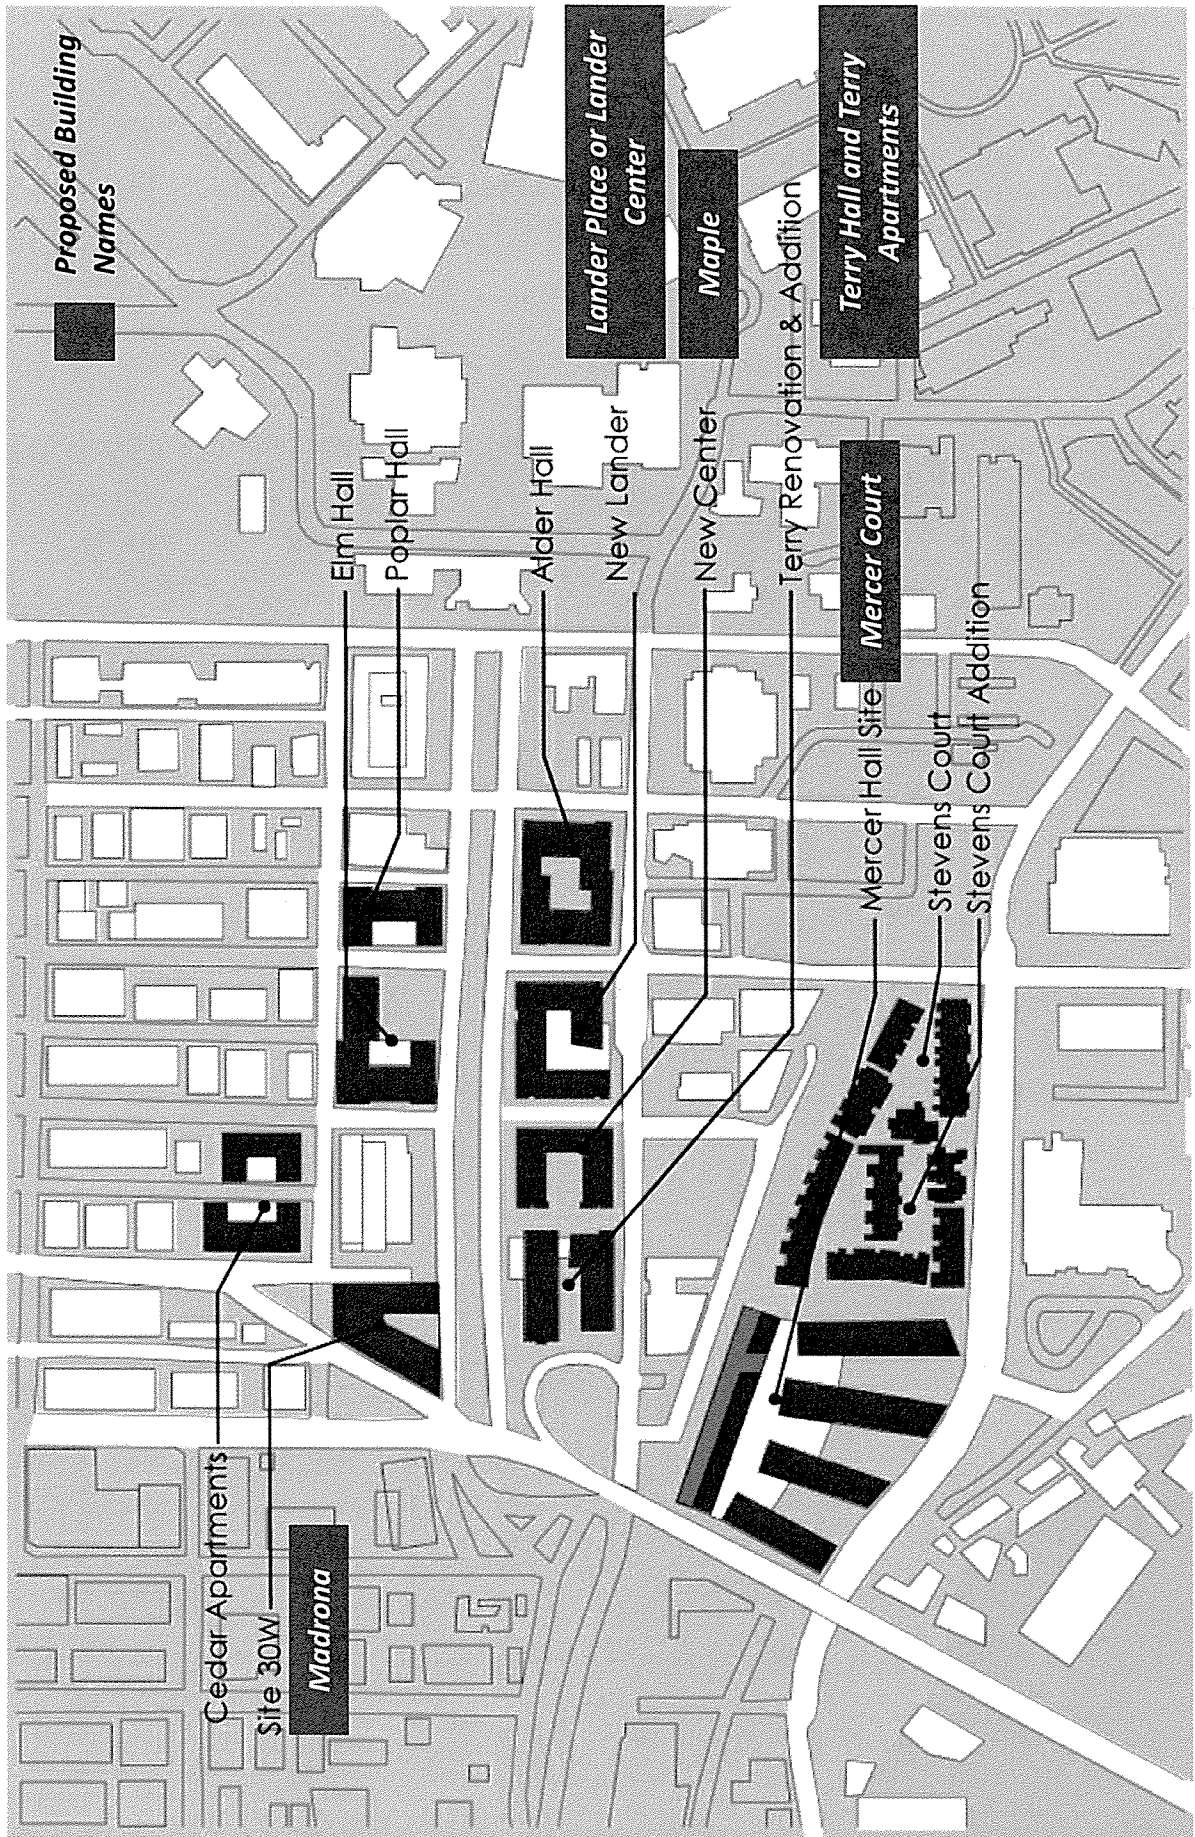 Proposed Building
Names
Elm Hall
Poplar Hall
Alder Hall
New Lander
Lander Place or Lander
Center
New Center
Maple
Terry Renovation & Addition
Terry Hall and Terry
Apartments
Mercer Hall Site
Mercer Court
Stevens Court
Stevens Court Addition
Cedar Apartments
Site 30W
Madrona